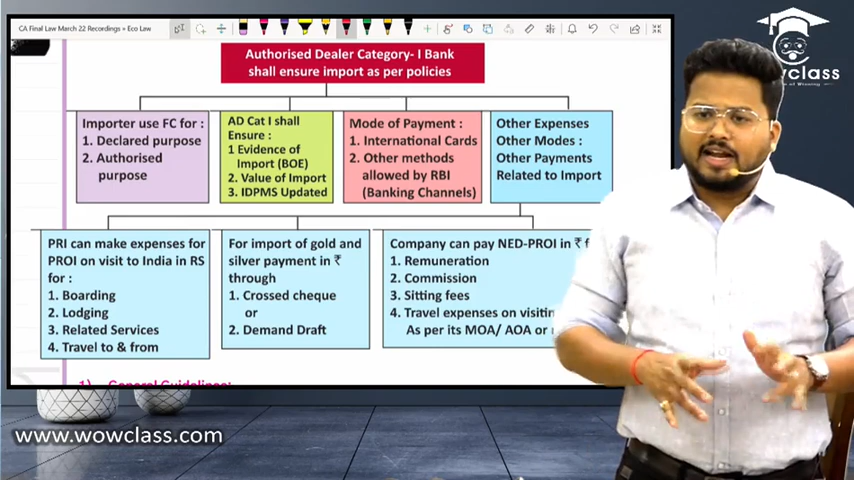 CA Final Law March 22 Recordings + Eco Law
Authorised Dealer Category- I Bank
shall ensure import as per policies
Importer use FC for :
1. Declared purpose
2. Authorised
purpose
AD Cat I shall
Ensure :
1 Evidence of
Import (BOE)
2. Value of Import
3. IDPMS Updated
Mode of Payment :
1. International Cards
2. Other methods
allowed by RBI
(Banking Channels)
Other Expenses
Other Modes :
Other Payments
Related to Import
PRI can make expenses for
PROI on visit to India in RS
for :
1. Boarding
2. Lodging
3. Related Services
4. Travel to & from
For import of gold and
silver payment in ₹
through
1. Crossed cheque
or
2. Demand Draft
Company can pay NED-PROI in ₹
1. Remuneration
2. Commission
3. Sitting fees
4. Travel expenses on
As per its MOA/ AOA or
1) General Guidelines:
wowclass
of Winning
www.wowclass.com